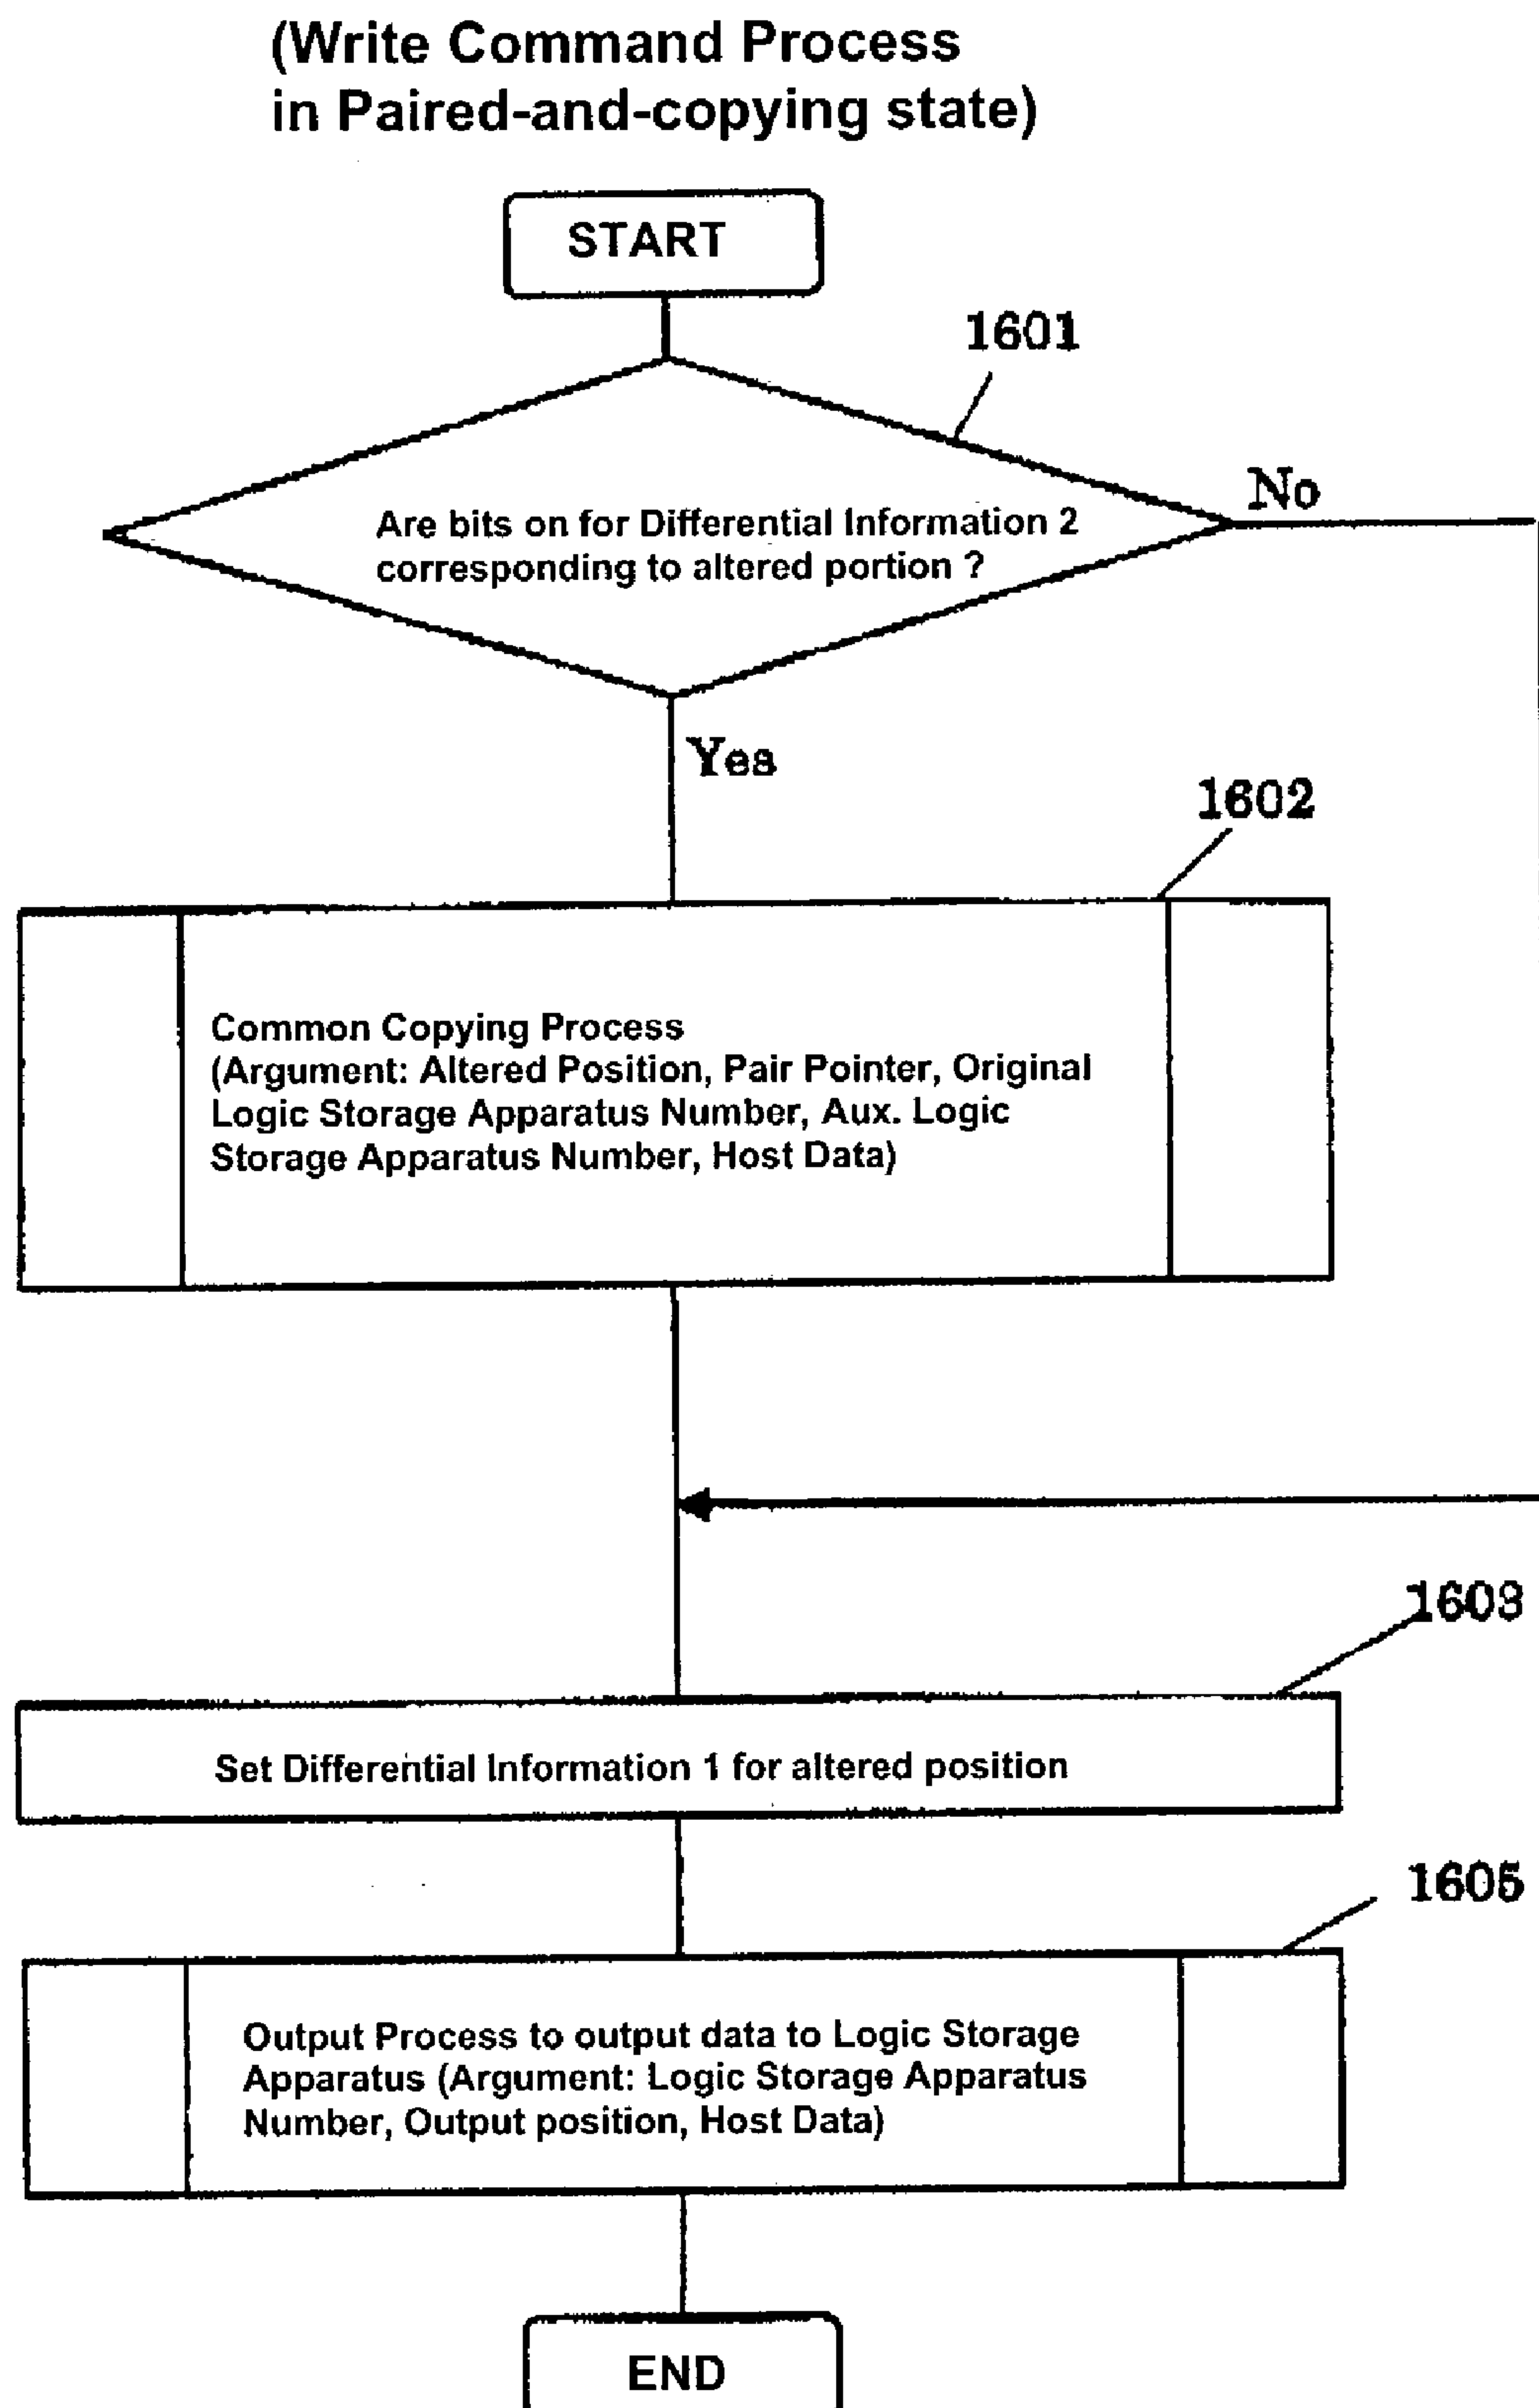 (Write Command Process
in Paired-and-copying state)
START
1601
Are bits on for Differential Information 2
corresponding to altered portion ?
No
Yes
1602
Common Copying Process
(Argument: Altered Position, Pair Pointer, Original
Logic Storage Apparatus Number, Aux. Logic
Storage Apparatus Number, Host Data)
1603
Set Differential Information 1 for altered position
1605
Output Process to output data to Logic Storage
Apparatus (Argument: Logic Storage Apparatus
Number, Output position, Host Data)
END